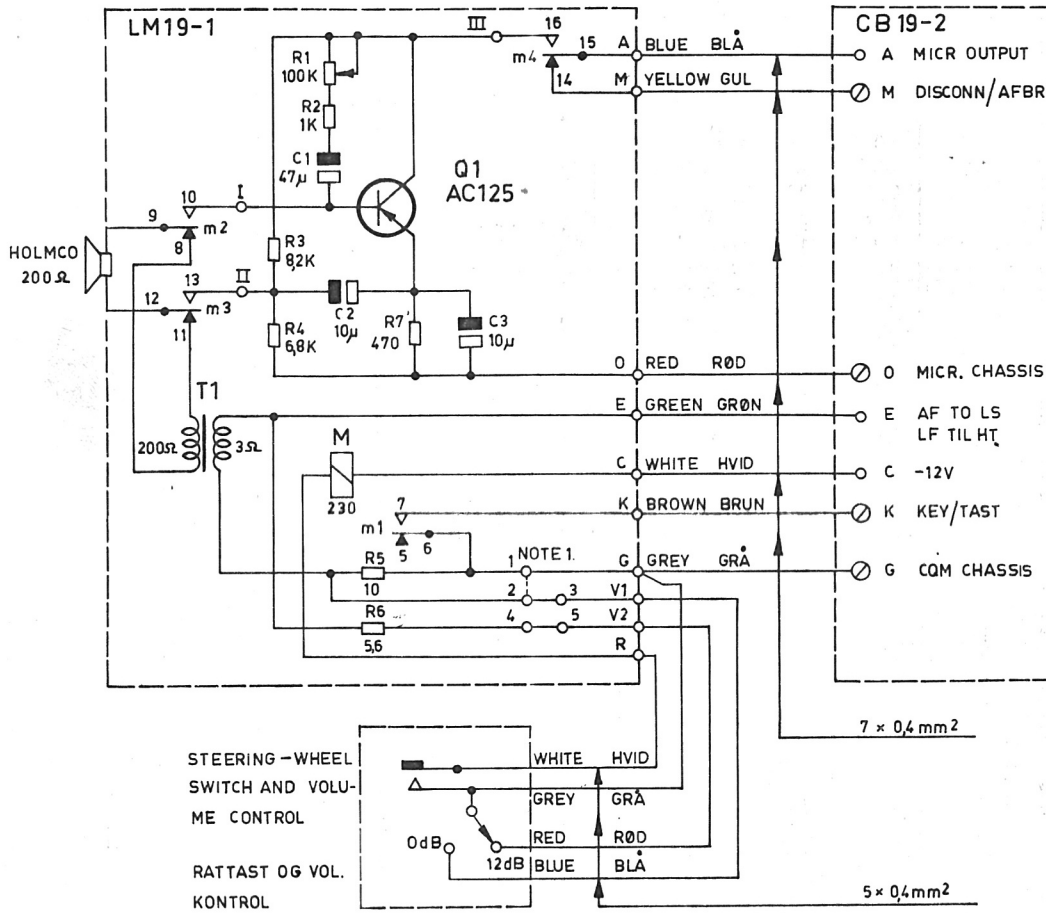 LM19-1
CB 19-2
III
16
15
m4
14
A BLUE BLÅ
A MICR OUTPUT
M YELLOW GUL
M DISCONN/AFBR
R1
100K
R2
1K
C1
47µ
Q1
AC125
10
I
9
m2
8
HOLMCO
200Ω
R3
8,2K
13
II
12
m3
11
C2
10µ
R7
470
C3
10µ
R4
6,8K
O RED RØD
O MICR. CHASSIS
T1
E GREEN GRØN
E AF TO LS
LF TIL HT.
200Ω
3Ω
M
230
C WHITE HVID
C -12V
7
K BROWN BRUN
K KEY/TAST
m1
5
6
R5
10
1
NOTE 1.
G GREY GRÅ
G CQM CHASSIS
2
3
V1
R6
5,6
4
5
V2
R
7 × 0,4 mm²
STEERING-WHEEL
SWITCH AND VOLU-
ME CONTROL
WHITE HVID
GREY GRÅ
RED RØD
0dB
12dB
BLUE BLÅ
RATTAST OG VOL.
KONTROL
5 × 0,4 mm²